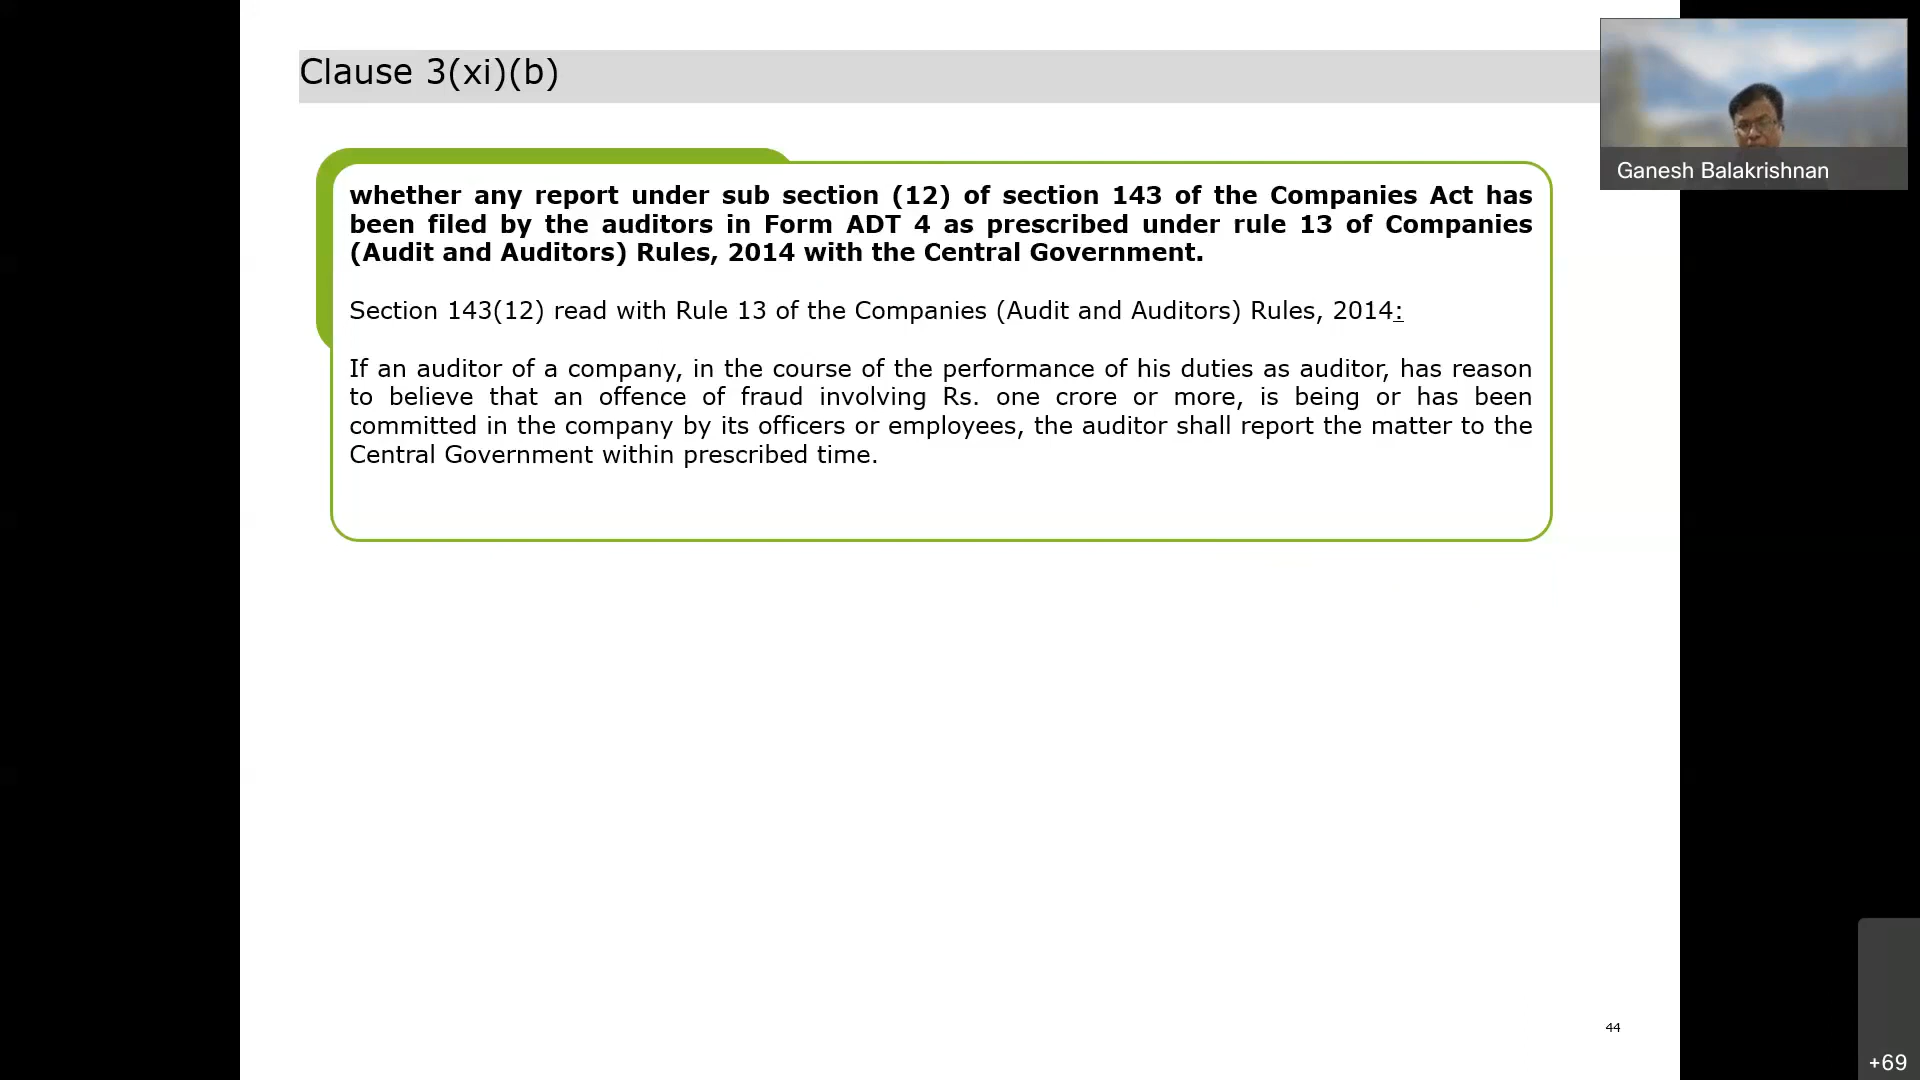 Clause 3(xi)(b)
Ganesh Balakrishnan
whether any report under sub section (12) of section 143 of the Companies Act has
been filed by the auditors in Form ADT 4 as prescribed under rule 13 of Companies
(Audit and Auditors) Rules, 2014 with the Central Government.
Section 143(12) read with Rule 13 of the Companies (Audit and Auditors) Rules, 2014:
If an auditor of a company, in the course of the performance of his duties as auditor, has reason
to believe that an offence of fraud involving Rs. one crore or more, is being or has been
committed in the company by its officers or employees, the auditor shall report the matter to the
Central Government within prescribed time.
44
+69